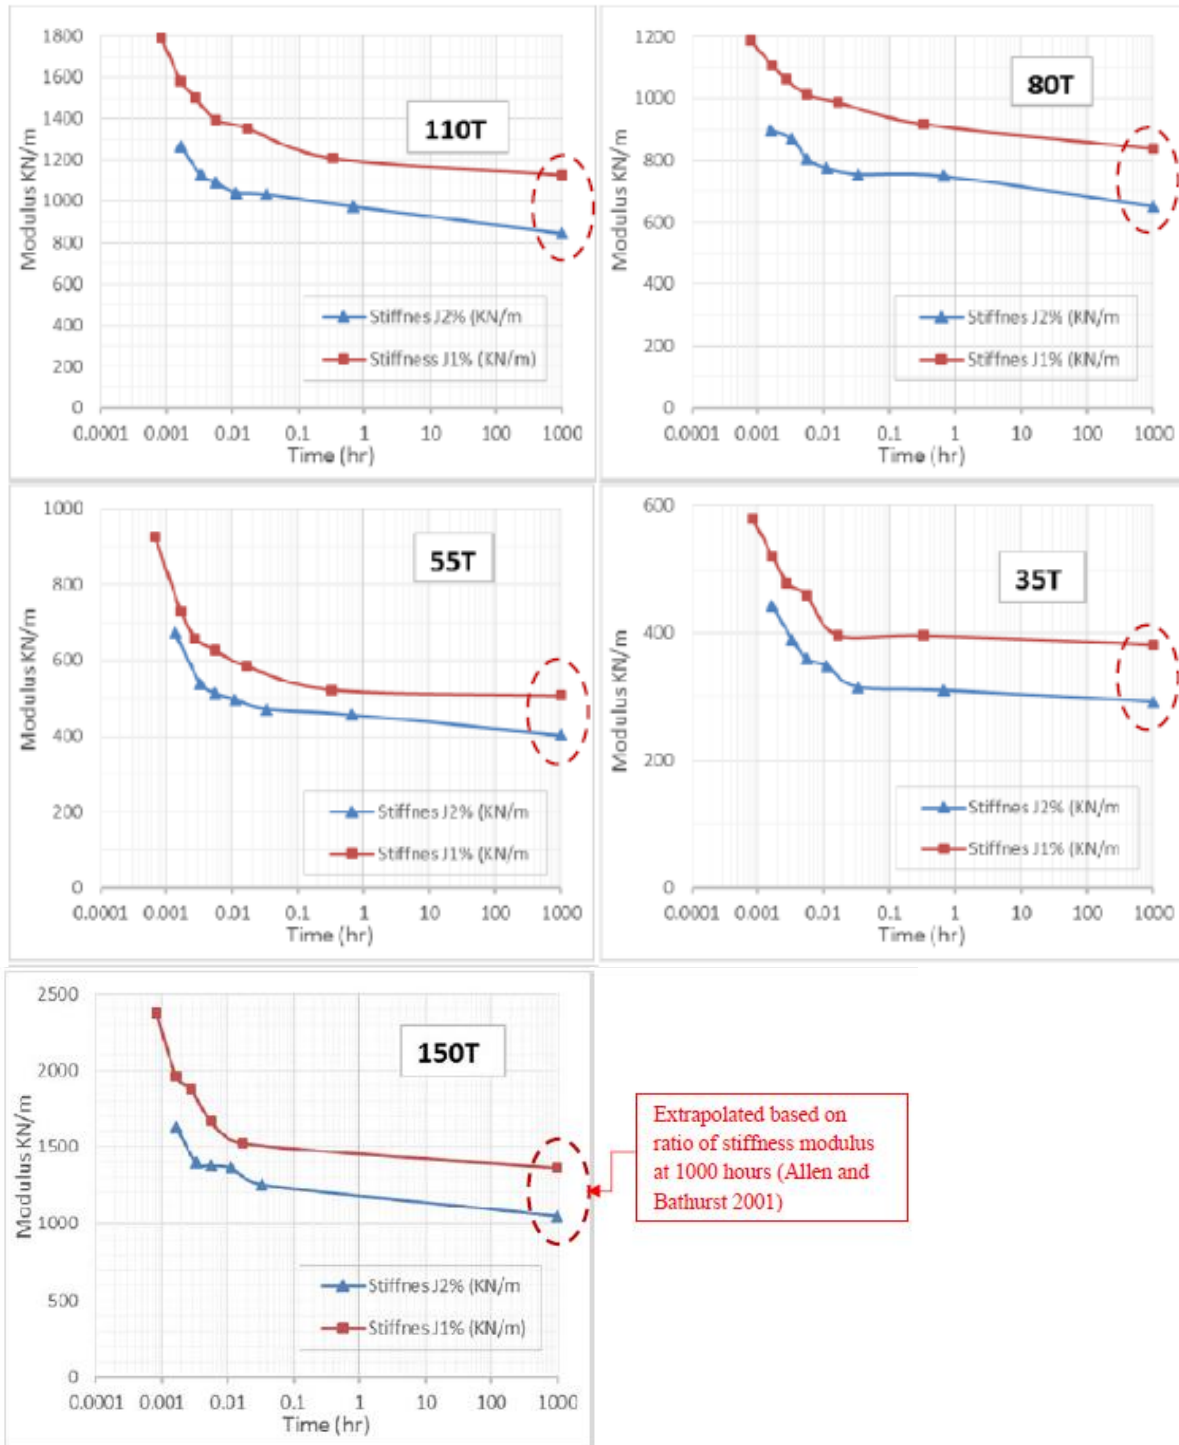 1800
1600
1400
1200
1000
800
600
400
200
0
Modulus KN/m
110T
Stiffnes J2% (KN/m
Stiffness J1% (KN/m)
0.0001 0.001 0.01 0.1 1 10 100 1000
Time (hr)
1200
1000
800
600
400
200
0
Modulus KN/m
80T
Stiffnes J2% (KN/m
Stiffnes J1% (KN/m
0.0001 0.001 0.01 0.1 1 10 100 1000
Time (hr)
1000
800
600
400
200
0
Modulus KN/m
55T
Stiffnes J2% (KN/m
Stiffnes J1% (KN/m
0.0001 0.001 0.01 0.1 1 10 100 1000
Time (hr)
600
400
200
0
Modulus KN/m
35T
Stiffnes J2% (KN/m
Stiffnes J1% (KN/m
0.0001 0.001 0.01 0.1 1 10 100 1000
Time (hr)
2500
2000
1500
1000
500
0
Modulus KN/m
150T
Stiffnes J2% (KN/m
Stiffnes J1% (KN/m)
0.0001 0.001 0.01 0.1 1 10 100 1000
Time (hr)
Extrapolated based on
ratio of stiffness modulus
at 1000 hours (Allen and
Bathurst 2001)